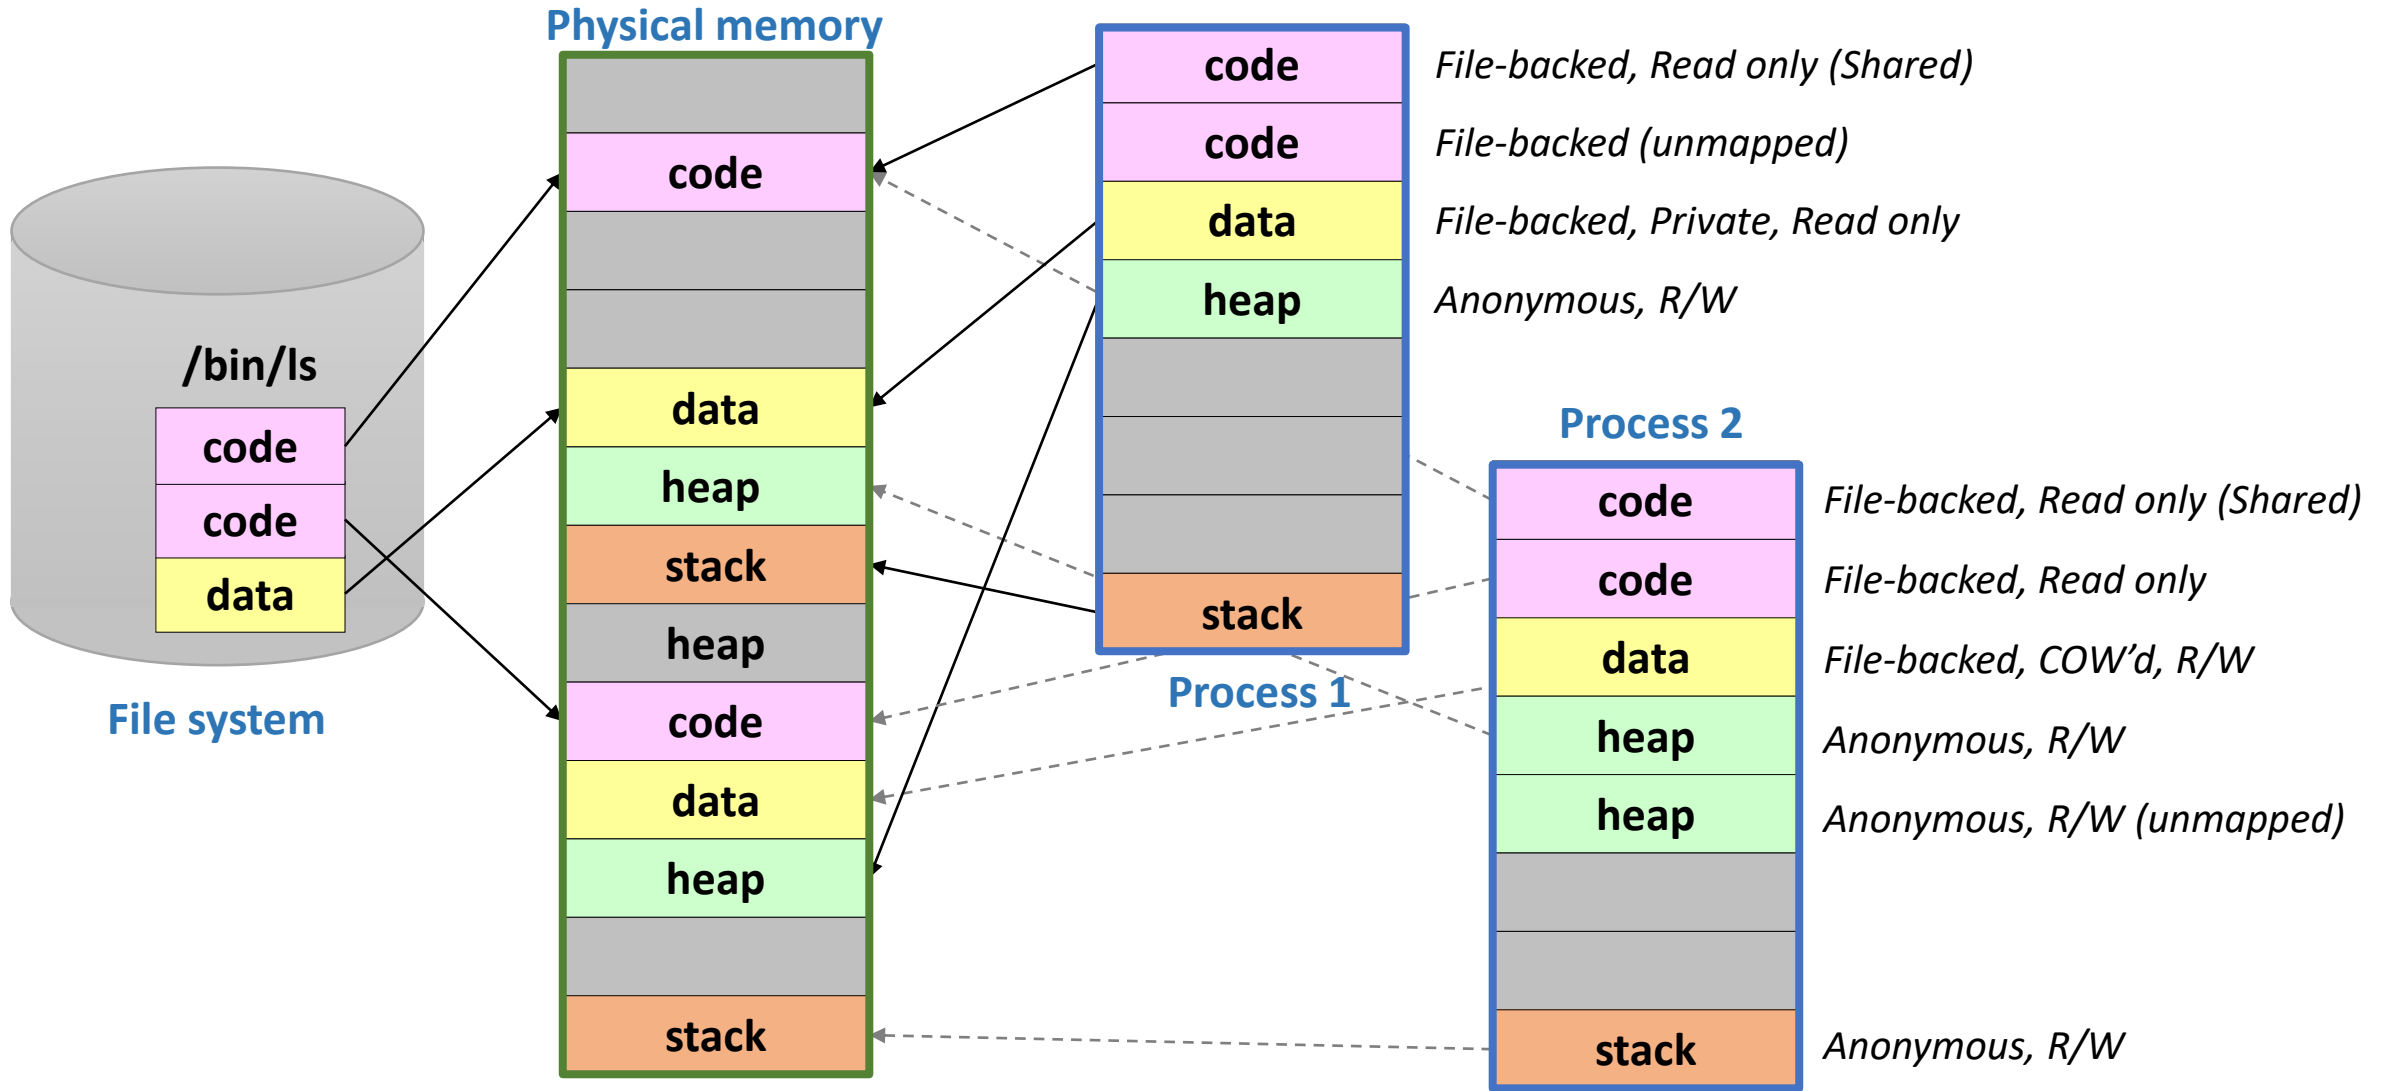 Physical memory
code
data
heap
stack
heap
code
data
heap
stack
/bin/ls
code
code
data
File system
code File-backed, Read only (Shared)
code File-backed (unmapped)
data File-backed, Private, Read only
heap Anonymous, R/W
stack
Process 1
Process 2
code File-backed, Read only (Shared)
code File-backed, Read only
data File-backed, COW’d, R/W
heap Anonymous, R/W
heap Anonymous, R/W (unmapped)
stack Anonymous, R/W